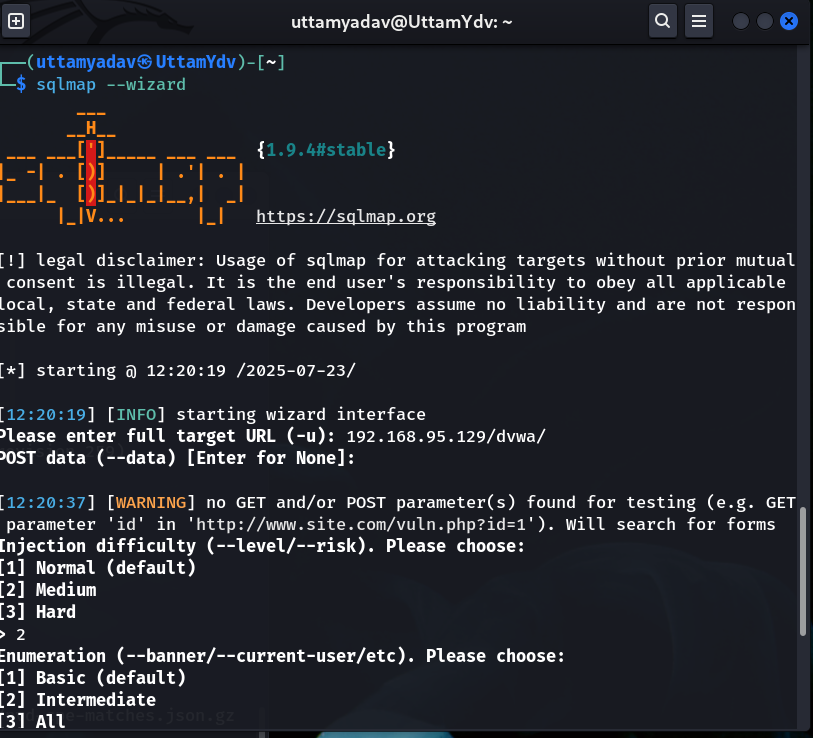 uttamyadav@UttamYdv: ~
┌──(uttamyadav㉿UttamYdv)-[~]
└─$ sqlmap --wizard
        ___
       __H__
 ___ ___[']_____ ___ ___  {1.9.4#stable}
|_ -| . [)]     | .'| . |
|___|_  [)]_|_|_|__,|  _|
      |_|V...       |_|   https://sqlmap.org
[!] legal disclaimer: Usage of sqlmap for attacking targets without prior mutual
consent is illegal. It is the end user's responsibility to obey all applicable
local, state and federal laws. Developers assume no liability and are not respon
sible for any misuse or damage caused by this program
[*] starting @ 12:20:19 /2025-07-23/
[12:20:19] [INFO] starting wizard interface
Please enter full target URL (-u): 192.168.95.129/dvwa/
POST data (--data) [Enter for None]:
[12:20:37] [WARNING] no GET and/or POST parameter(s) found for testing (e.g. GET
parameter 'id' in 'http://www.site.com/vuln.php?id=1'). Will search for forms
Injection difficulty (--level/--risk). Please choose:
[1] Normal (default)
[2] Medium
[3] Hard
> 2
Enumeration (--banner/--current-user/etc). Please choose:
[1] Basic (default)
[2] Intermediate
[3] All